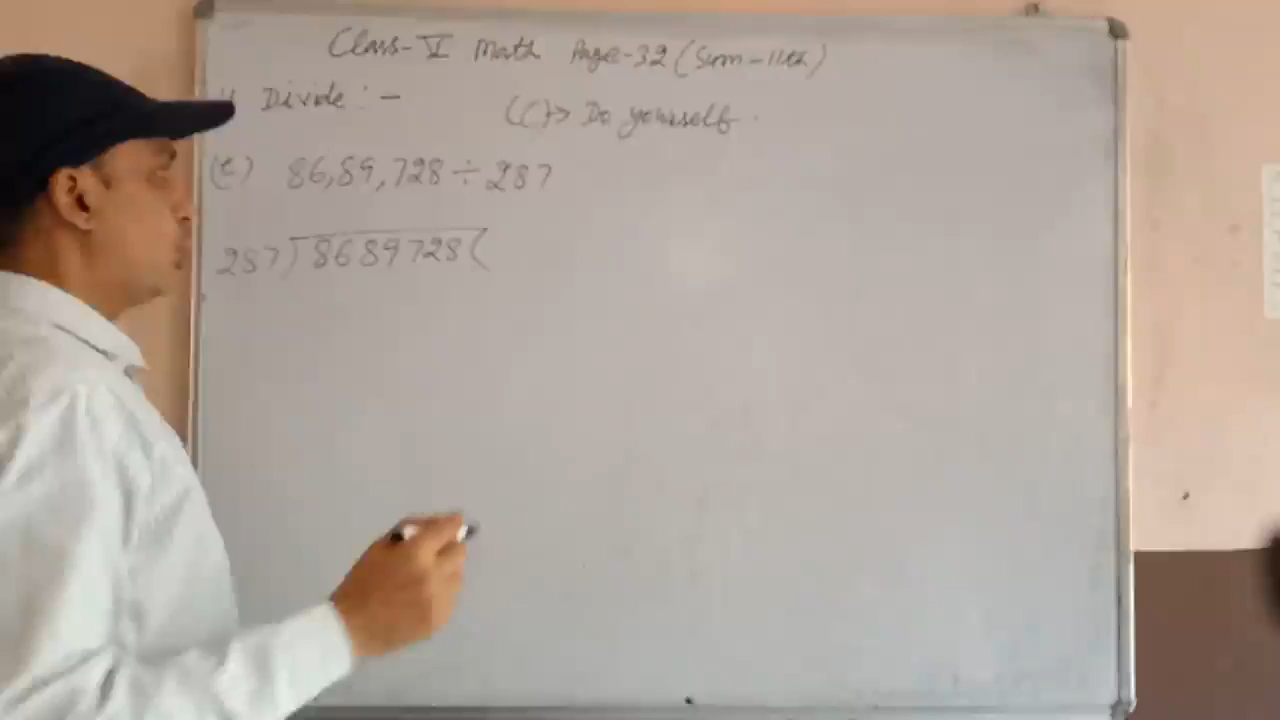 Class-V Math Page-32 (Sum-11th)
Divide:-
(C)→ Do yourself.
(e) 86,89,728÷287
287)8689728(